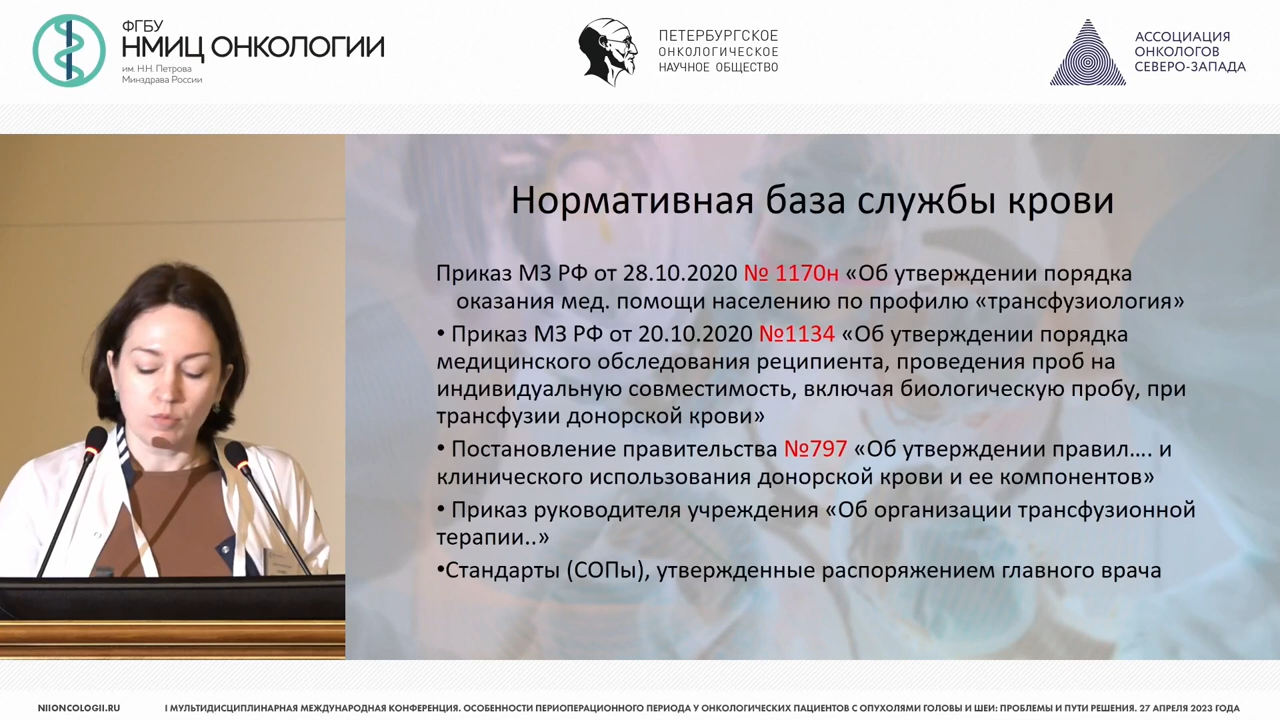 ФГБУ
НМИЦ ОНКОЛОГИИ
им. Н.Н. Петрова
Минздрава России
ПЕТЕРБУРГСКОЕ
ОНКОЛОГИЧЕСКОЕ
НАУЧНОЕ ОБЩЕСТВО
АССОЦИАЦИЯ
ОНКОЛОГОВ
СЕВЕРО-ЗАПАДА
Нормативная база службы крови
Приказ МЗ РФ от 28.10.2020 № 1170н «Об утверждении порядка
оказания мед. помощи населению по профилю «трансфузиология»
• Приказ МЗ РФ от 20.10.2020 №1134 «Об утверждении порядка
медицинского обследования реципиента, проведения проб на
индивидуальную совместимость, включая биологическую пробу, при
трансфузии донорской крови»
• Постановление правительства №797 «Об утверждении правил.... и
клинического использования донорской крови и ее компонентов»
• Приказ руководителя учреждения «Об организации трансфузионной
терапии..»
•Стандарты (СОПы), утвержденные распоряжением главного врача
NIIONCOLOGII.RU
I МУЛЬТИДИСЦИПЛИНАРНАЯ МЕЖДУНАРОДНАЯ КОНФЕРЕНЦИЯ. ОСОБЕННОСТИ ПЕРИОПЕРАЦИОННОГО ПЕРИОДА У ОНКОЛОГИЧЕСКИХ ПАЦИЕНТОВ С ОПУХОЛЯМИ ГОЛОВЫ И ШЕИ: ПРОБЛЕМЫ И ПУТИ РЕШЕНИЯ. 27 АПРЕЛЯ 2023 ГОДА